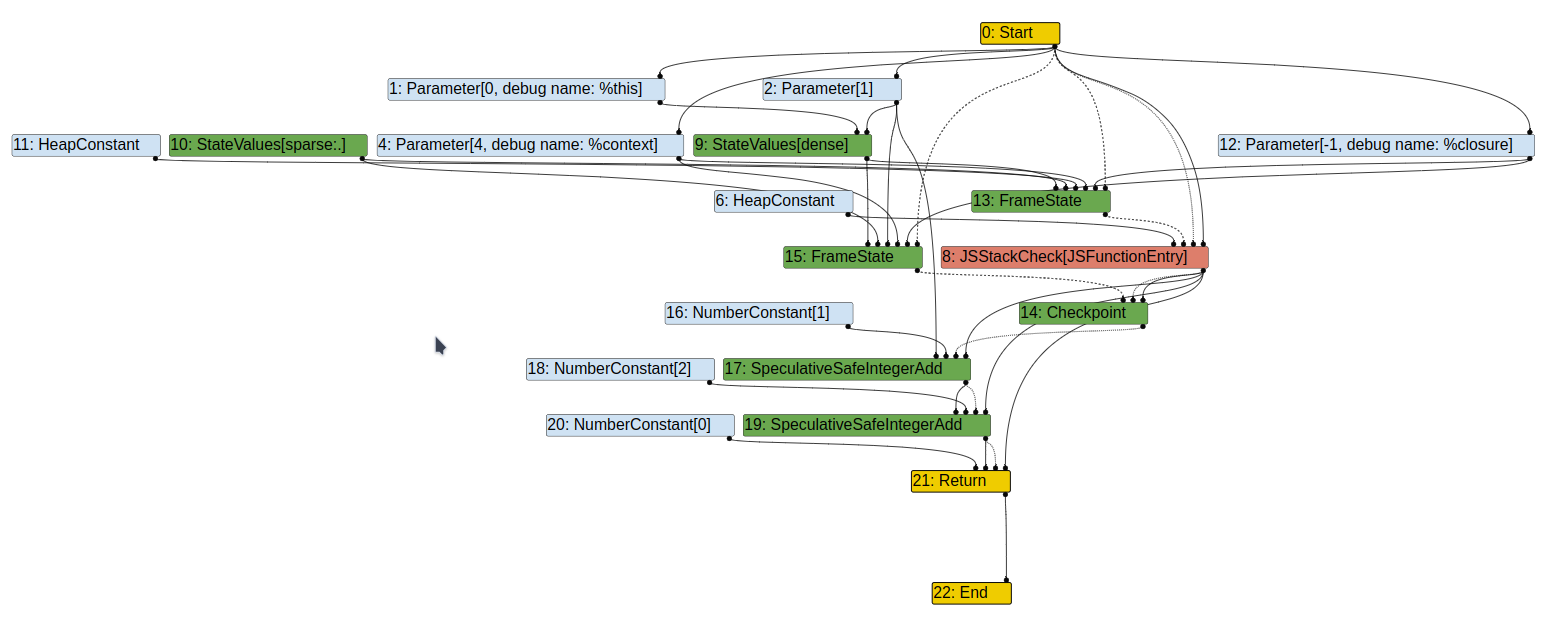 0: Start
1: Parameter[0, debug name: %this]
2: Parameter[1]
11: HeapConstant
10: StateValues[sparse:.]
4: Parameter[4, debug name: %context]
9: StateValues[dense]
12: Parameter[-1, debug name: %closure]
6: HeapConstant
13: FrameState
15: FrameState
8: JSStackCheck[JSFunctionEntry]
16: NumberConstant[1]
14: Checkpoint
18: NumberConstant[2]
17: SpeculativeSafeIntegerAdd
20: NumberConstant[0]
19: SpeculativeSafeIntegerAdd
21: Return
22: End